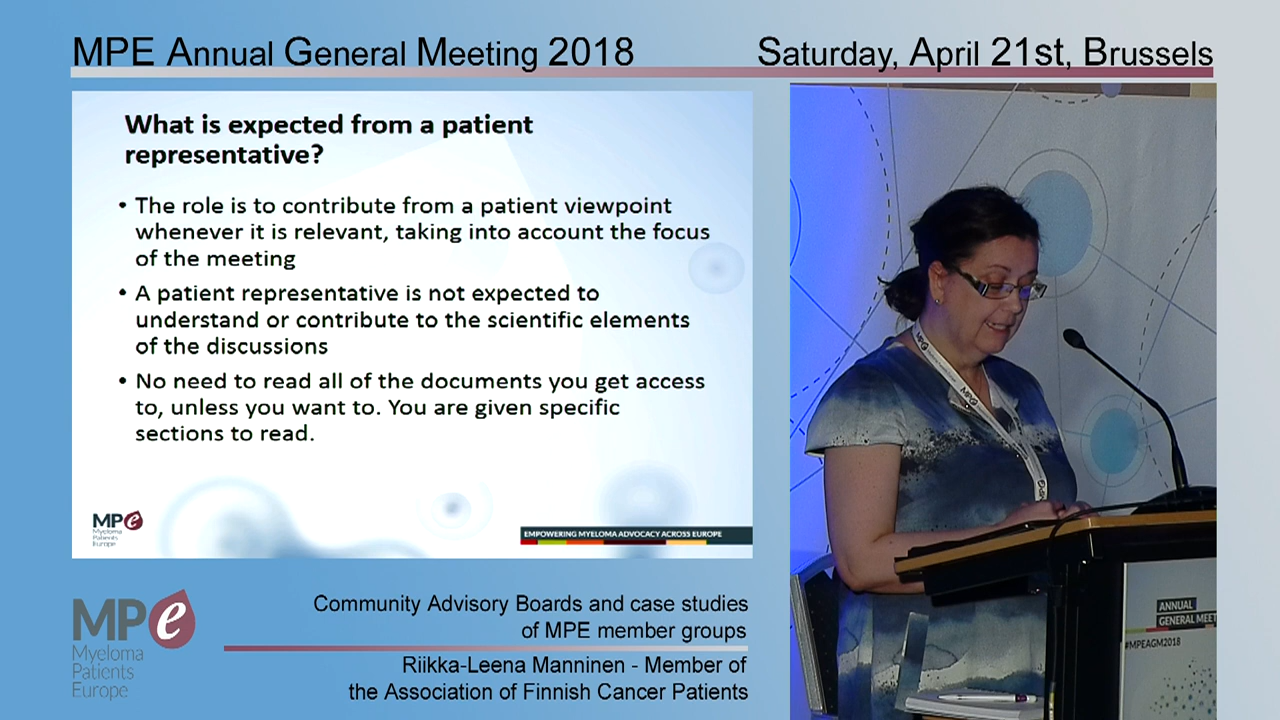 MPE Annual General Meeting 2018
Saturday, April 21st, Brussels
What is expected from a patient
representative?
• The role is to contribute from a patient viewpoint
whenever it is relevant, taking into account the focus
of the meeting
• A patient representative is not expected to
understand or contribute to the scientific elements
of the discussions
• No need to read all of the documents you get access
to, unless you want to. You are given specific
sections to read.
MPe
Myeloma
Patients
Europe
EMPOWERING MYELOMA ADVOCACY ACROSS EUROPE
MPe
Myeloma
Patients
Europe
Community Advisory Boards and case studies
of MPE member groups
Riikka-Leena Manninen - Member of
the Association of Finnish Cancer Patients
MPe
MPe
MPe
ANNUAL
GENERAL MEET
#MPEAGM2018